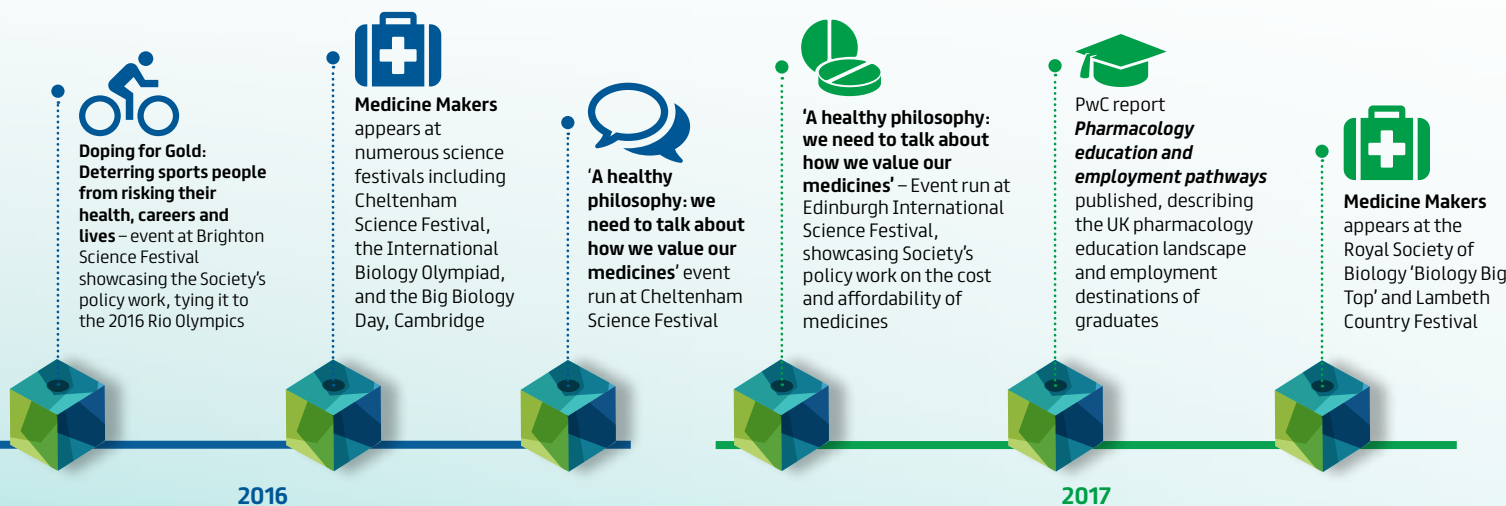 Doping for Gold:
Deterring sports people
from risking their
health, careers and
lives – event at Brighton
Science Festival
showcasing the Society's
policy work, tying it to
the 2016 Rio Olympics
Medicine Makers
appears at
numerous science
festivals including
Cheltenham
Science Festival,
the International
Biology Olympiad,
and the Big Biology
Day, Cambridge
'A healthy
philosophy: we
need to talk about
how we value our
medicines' event
run at Cheltenham
Science Festival
'A healthy philosophy:
we need to talk about
how we value our
medicines' – Event run at
Edinburgh International
Science Festival,
showcasing Society's
policy work on the cost
and affordability of
medicines
PwC report
Pharmacology
education and
employment pathways
published, describing
the UK pharmacology
education landscape
and employment
destinations of
graduates
Medicine Makers
appears at the
Royal Society of
Biology 'Biology Big
Top' and Lambeth
Country Festival
2016
2017